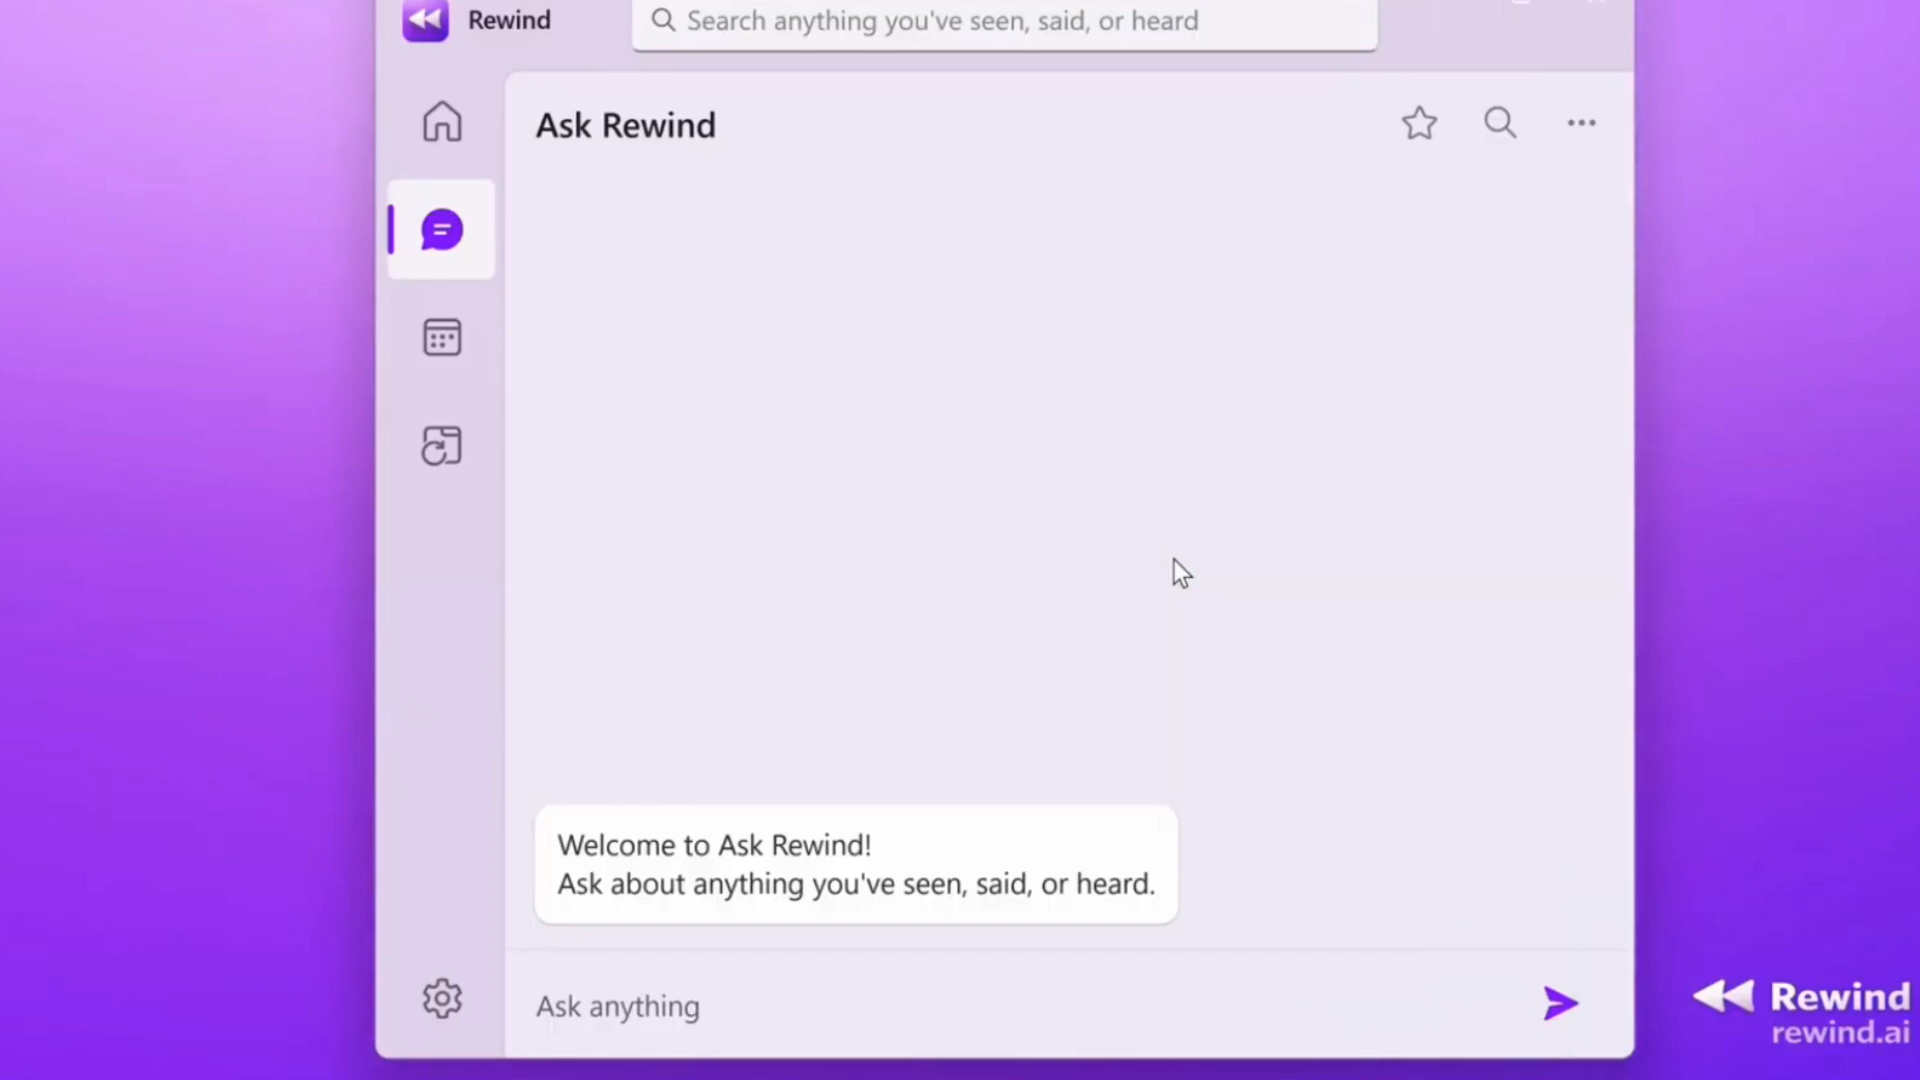 Rewind
Search anything you've seen, said, or heard
Ask Rewind
Welcome to Ask Rewind!
Ask about anything you've seen, said, or heard.
Ask anything
Rewind
rewind.ai